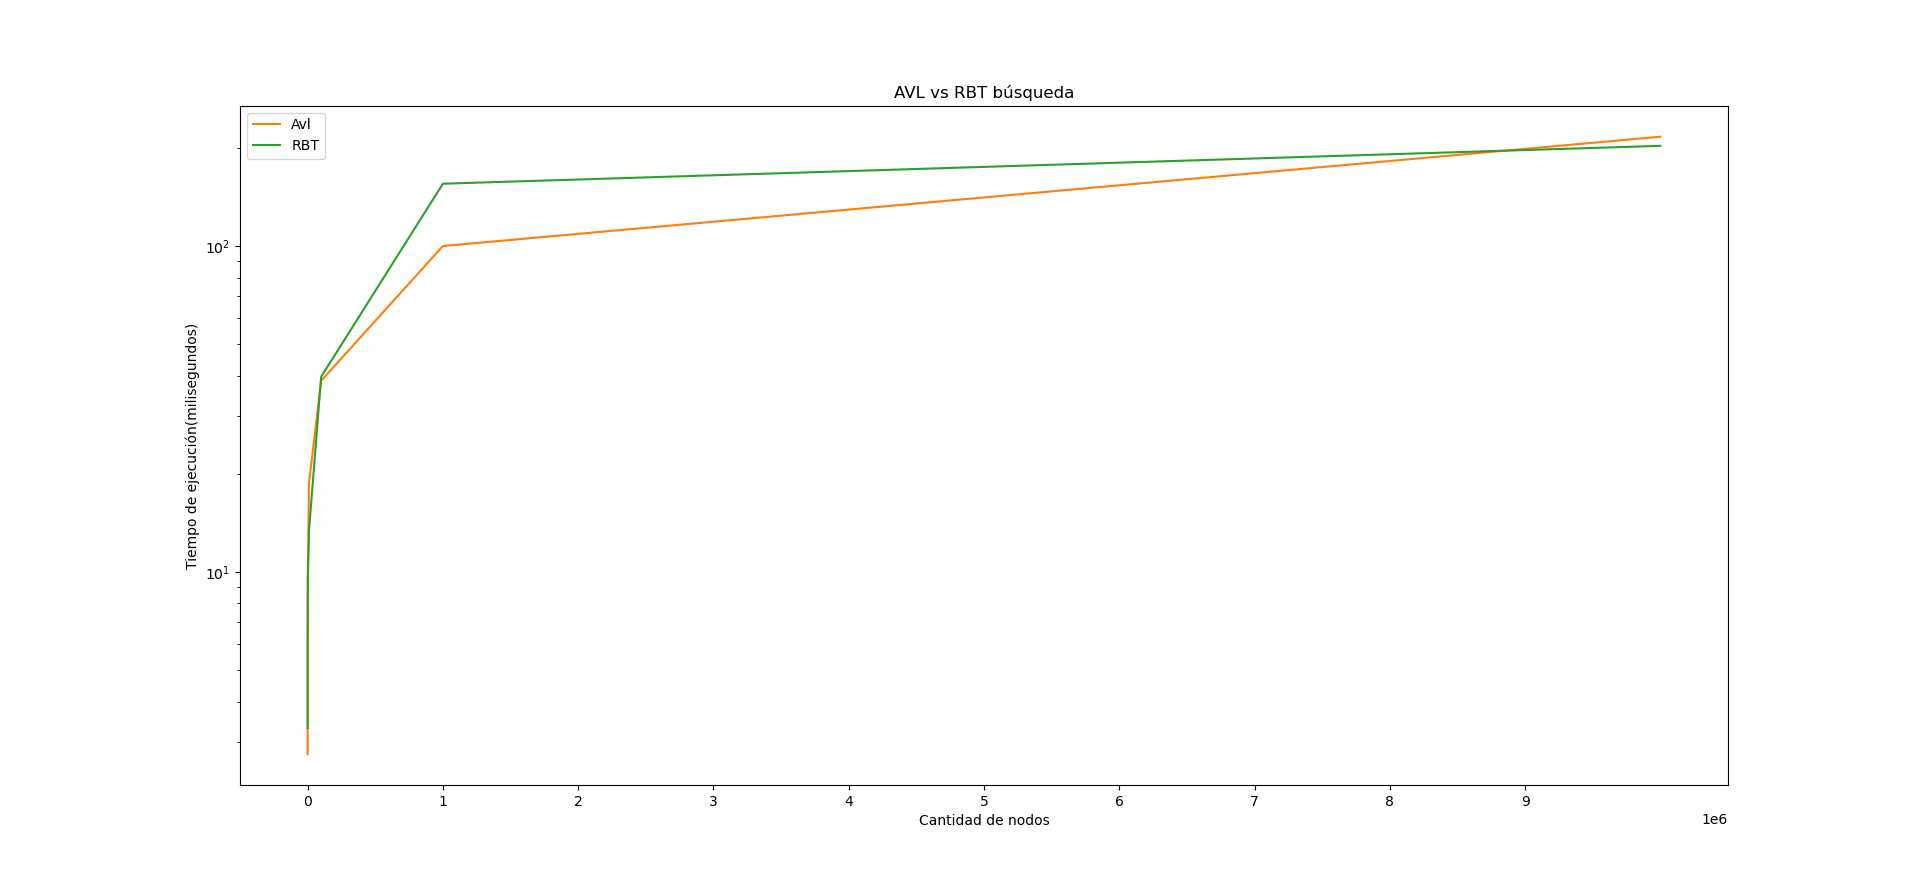 AVL vs RBT búsqueda
Avl
RBT
Tiempo de ejecución(milisegundos)
10²
10¹
0 1 2 3 4 5 6 7 8 9
Cantidad de nodos
1e6